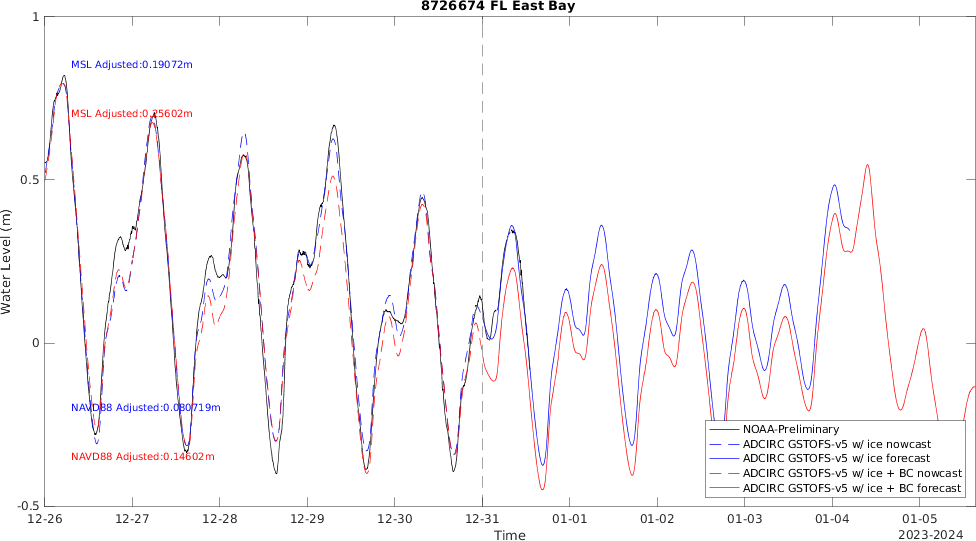 8726674 FL East Bay
1
MSL Adjusted:0.19072m
MSL Adjusted:0.25602m
0.5
Water Level (m)
0
NAVD88 Adjusted:0.080719m
NAVD88 Adjusted:0.14602m
NOAA-Preliminary
ADCIRC GSTOFS-v5 w/ ice nowcast
ADCIRC GSTOFS-v5 w/ ice forecast
ADCIRC GSTOFS-v5 w/ ice + BC nowcast
ADCIRC GSTOFS-v5 w/ ice + BC forecast
-0.5
12-26 12-27 12-28 12-29 12-30 12-31 01-01 01-02 01-03 01-04 01-05
Time
2023-2024